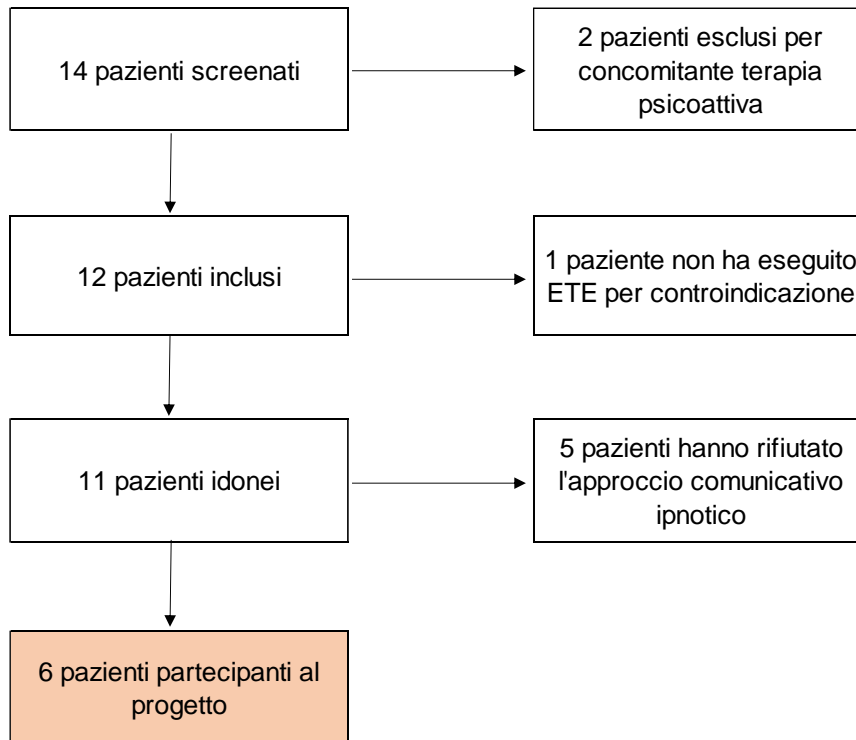 14 pazienti screenati
2 pazienti esclusi per
concomitante terapia
psicoattiva
12 pazienti inclusi
1 paziente non ha eseguito
ETE per controindicazione
11 pazienti idonei
5 pazienti hanno rifiutato
l'approccio comunicativo
ipnotico
6 pazienti partecipanti al
progetto